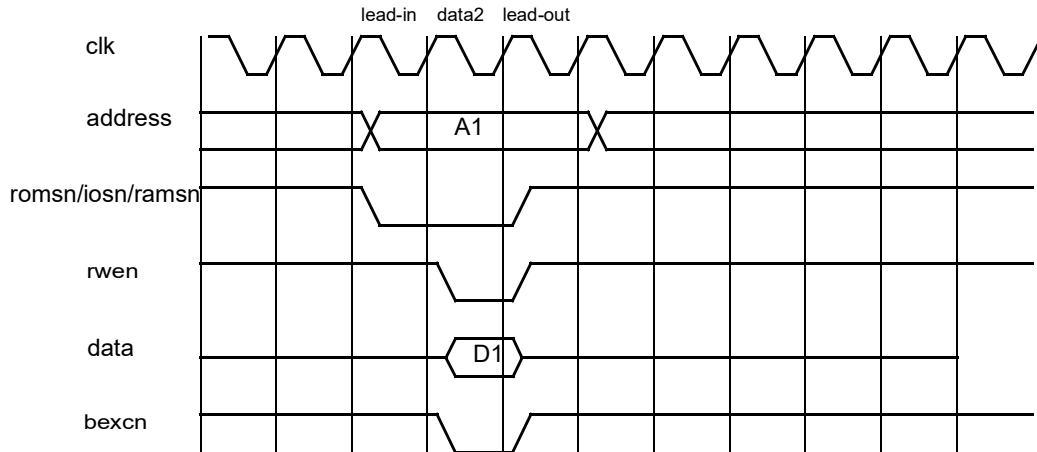 lead-in data2 lead-out
clk
address A1
romsn/iosn/ramsn
rwen
data D1
bexcn